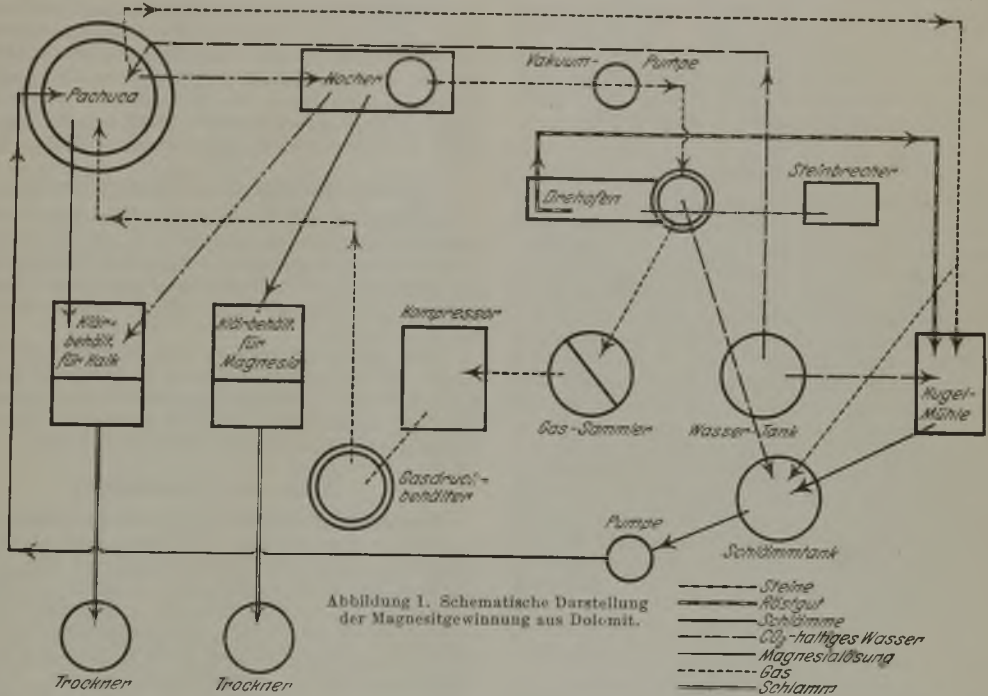 Pachuca
Nocher
Vakuum-
Pumpe
Drehofen
Steinbrecher
Klär-
behält.
für Kalk
Klärbehält.
für
Magnesia
Kompressor
Gas-Sammler
Wasser-Tank
Kugel-
Mühle
Gasdruck-
behälter
Pumpe
Schlämmtank
Trockner
Trockner
Abbildung 1. Schematische Darstellung
der Magnesitgewinnung aus Dolomit.
Steine
Röstgut
Schlämme
CO₂-haltiges Wasser
Magnesialösung
Gas
Schlamm